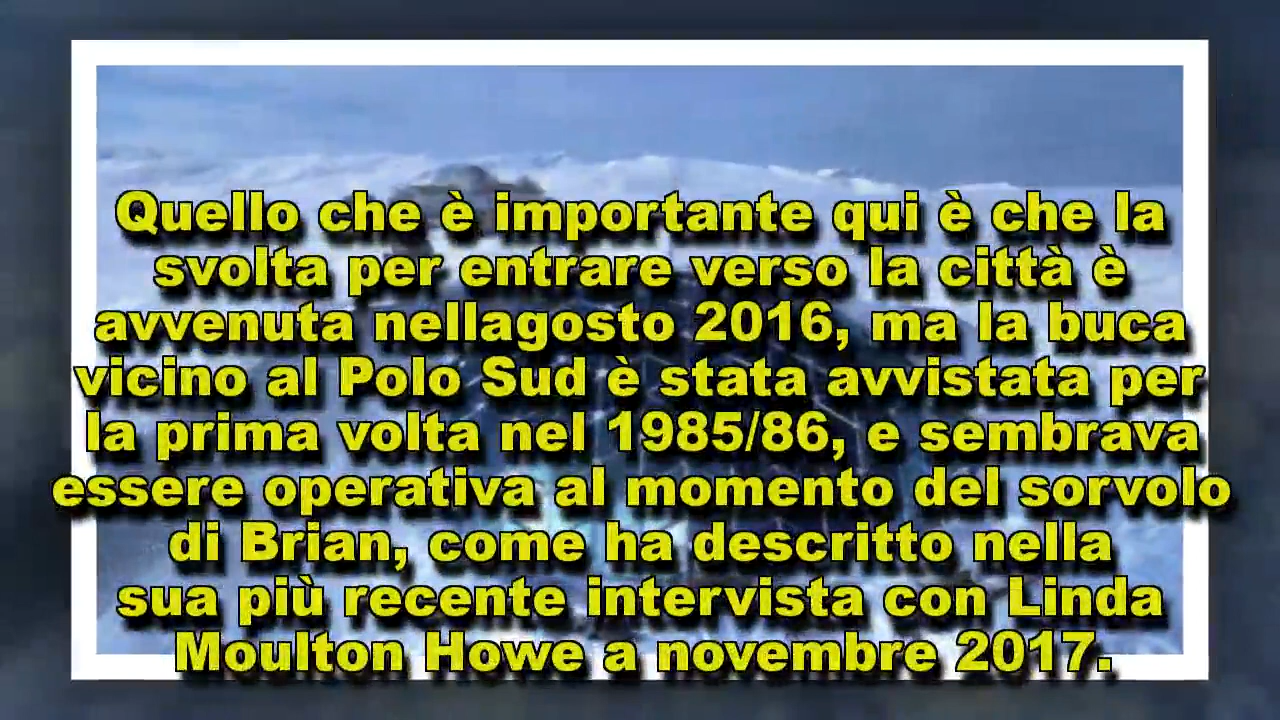 Quello che è importante qui è che la
svolta per entrare verso la città è
avvenuta nellagosto 2016, ma la buca
vicino al Polo Sud è stata avvistata per
la prima volta nel 1985/86, e sembrava
essere operativa al momento del sorvolo
di Brian, come ha descritto nella
sua più recente intervista con Linda
Moulton Howe a novembre 2017.